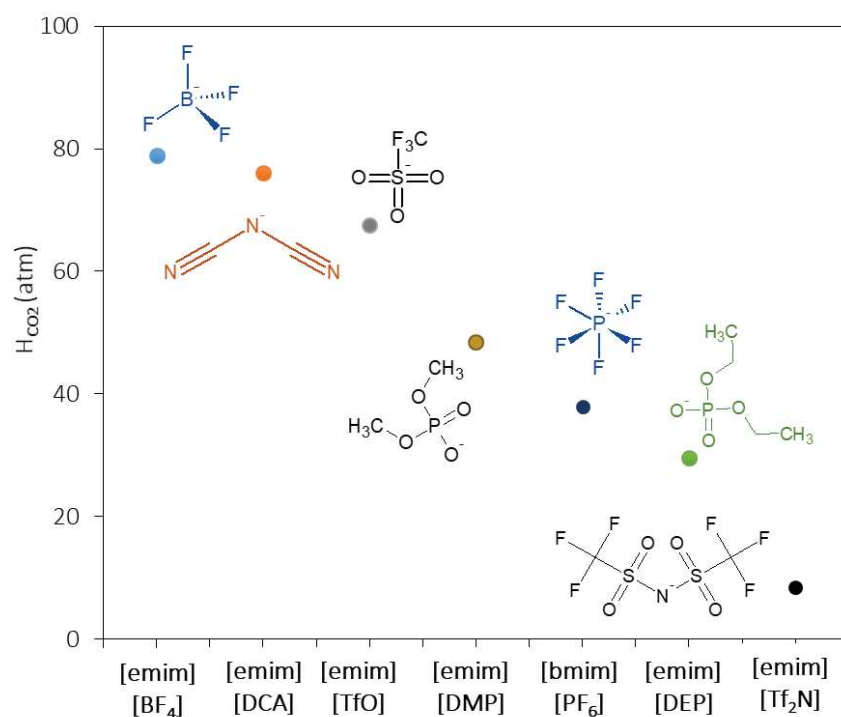 100
80
60
40
20
0
H_CO2 (atm)
F
B-
F
F
F
F3C
O S- O
O
N-
N N
F
F F
P-
F F
F
CH3
O
O
H3C
P
O
O-
CH3
O
O- P O
O
CH3
F F
F
F
O O
F F
S S
O N- O
[emim] [emim] [emim] [emim] [bmim] [emim] [emim]
[BF4] [DCA] [TfO] [DMP] [PF6] [DEP] [Tf2N]